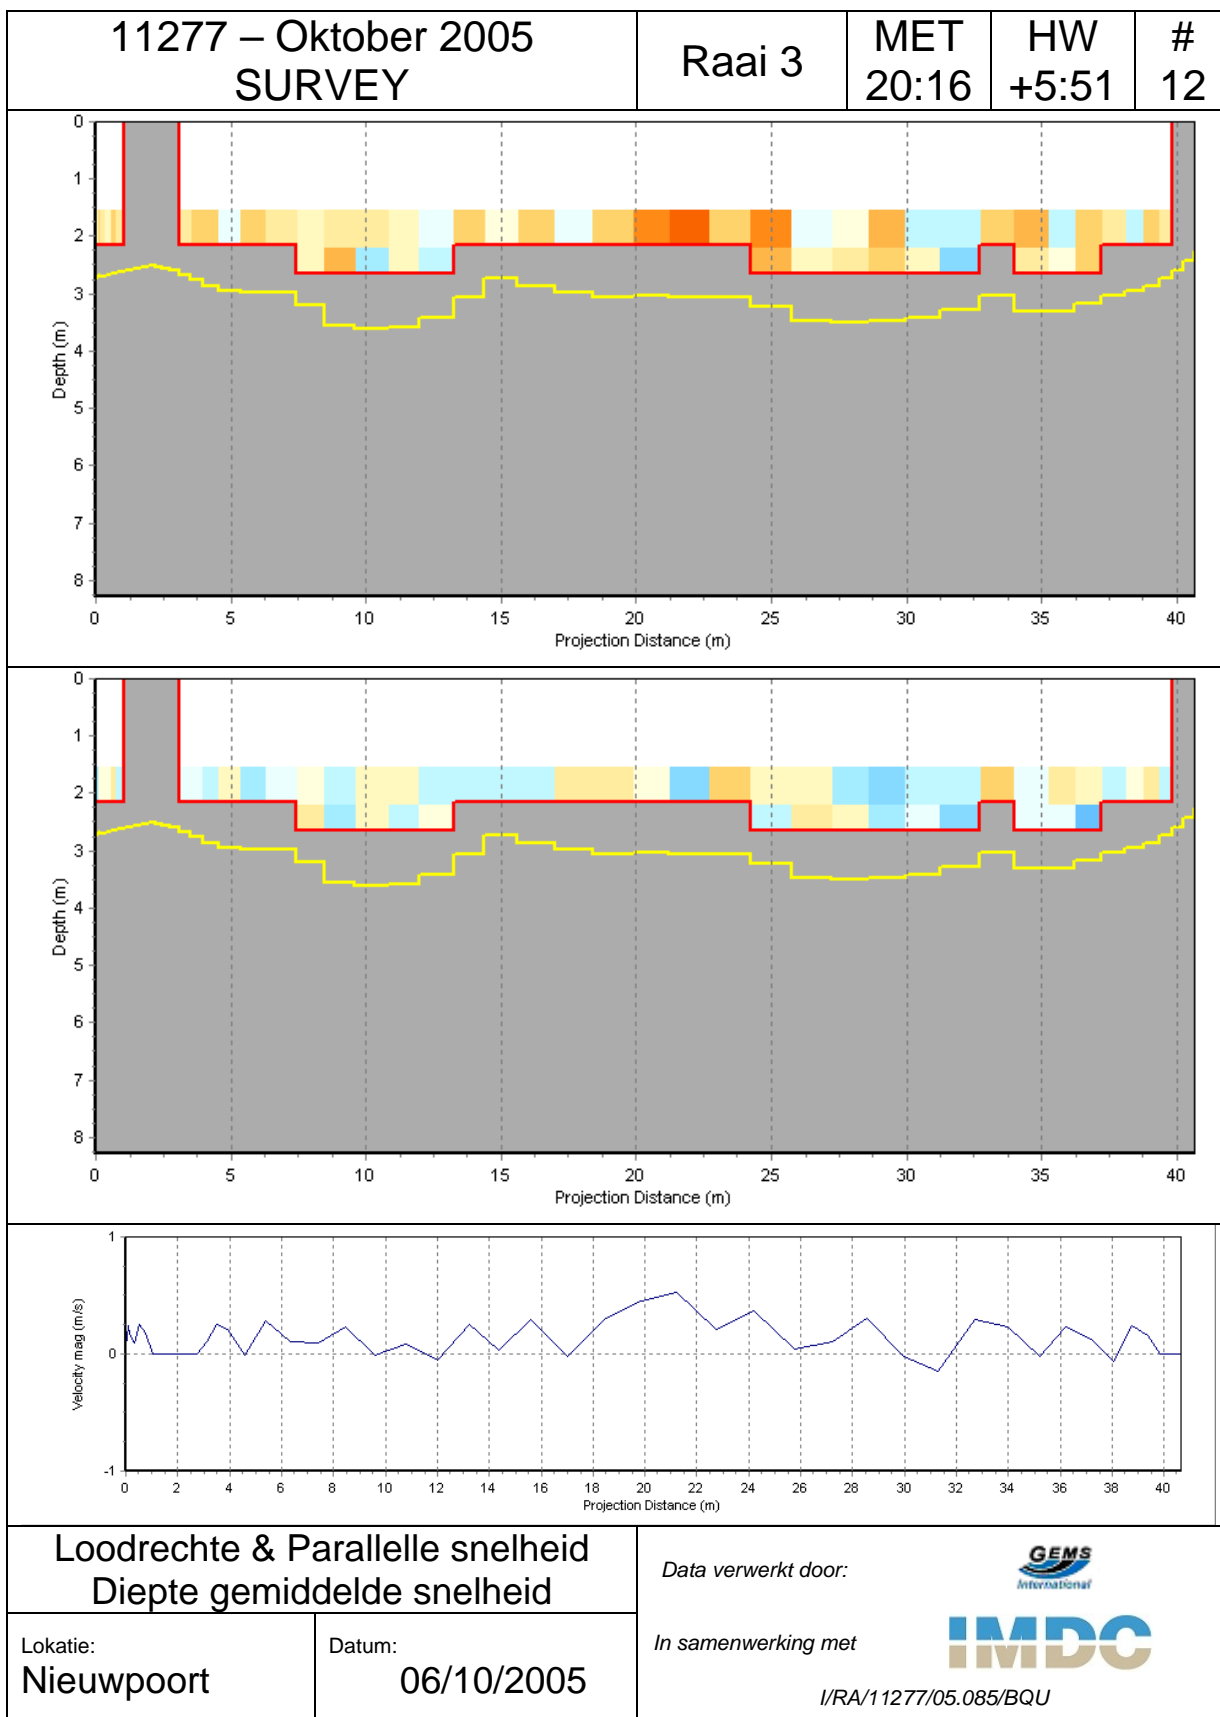 11277 – Oktober 2005
SURVEY
Raai 3
MET
20:16
HW
+5:51
#
12
0
1
2
3
4
5
6
7
8
Depth (m)
0 5 10 15 20 25 30 35 40
Projection Distance (m)
0
1
2
3
4
5
6
7
8
Depth (m)
0 5 10 15 20 25 30 35 40
Projection Distance (m)
1
0
-1
Velocity mag (m/s)
0 2 4 6 8 10 12 14 16 18 20 22 24 26 28 30 32 34 36 38 40
Projection Distance (m)
Loodrechte & Parallelle snelheid
Diepte gemiddelde snelheid
Lokatie:
Nieuwpoort
Datum:
06/10/2005
Data verwerkt door:
GEMS
International
In samenwerking met
IMDC
I/RA/11277/05.085/BQU